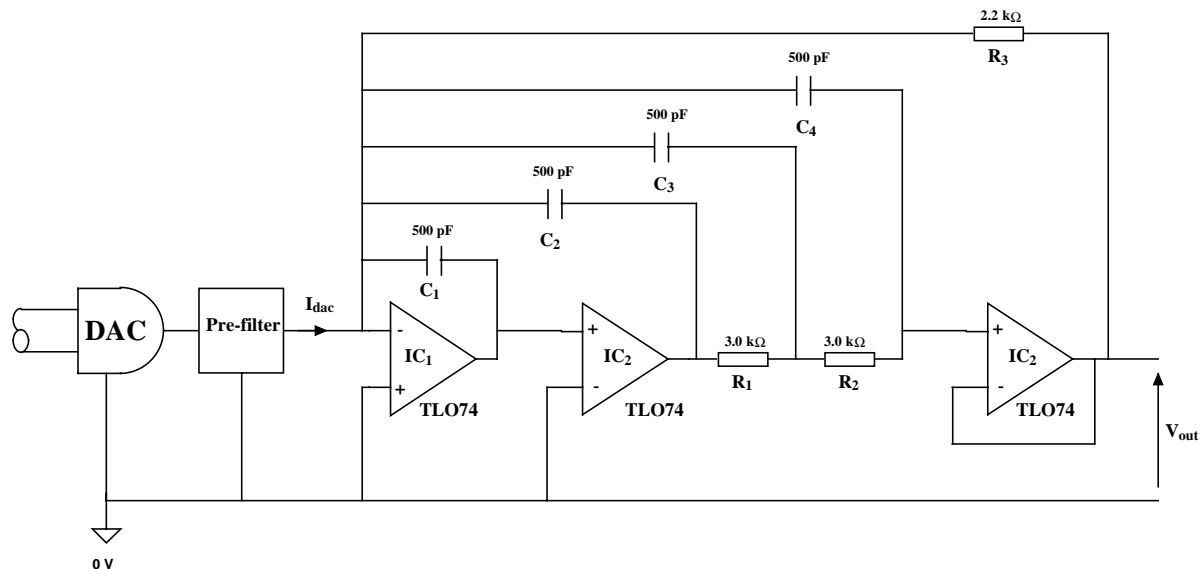 2.2 kΩ
R3
500 pF
C4
500 pF
C3
500 pF
C2
500 pF
C1
DAC
Pre-filter
Idac
-
+
IC1
TLO74
+
-
IC2
TLO74
3.0 kΩ
R1
3.0 kΩ
R2
+
-
IC2
TLO74
Vout
0 V